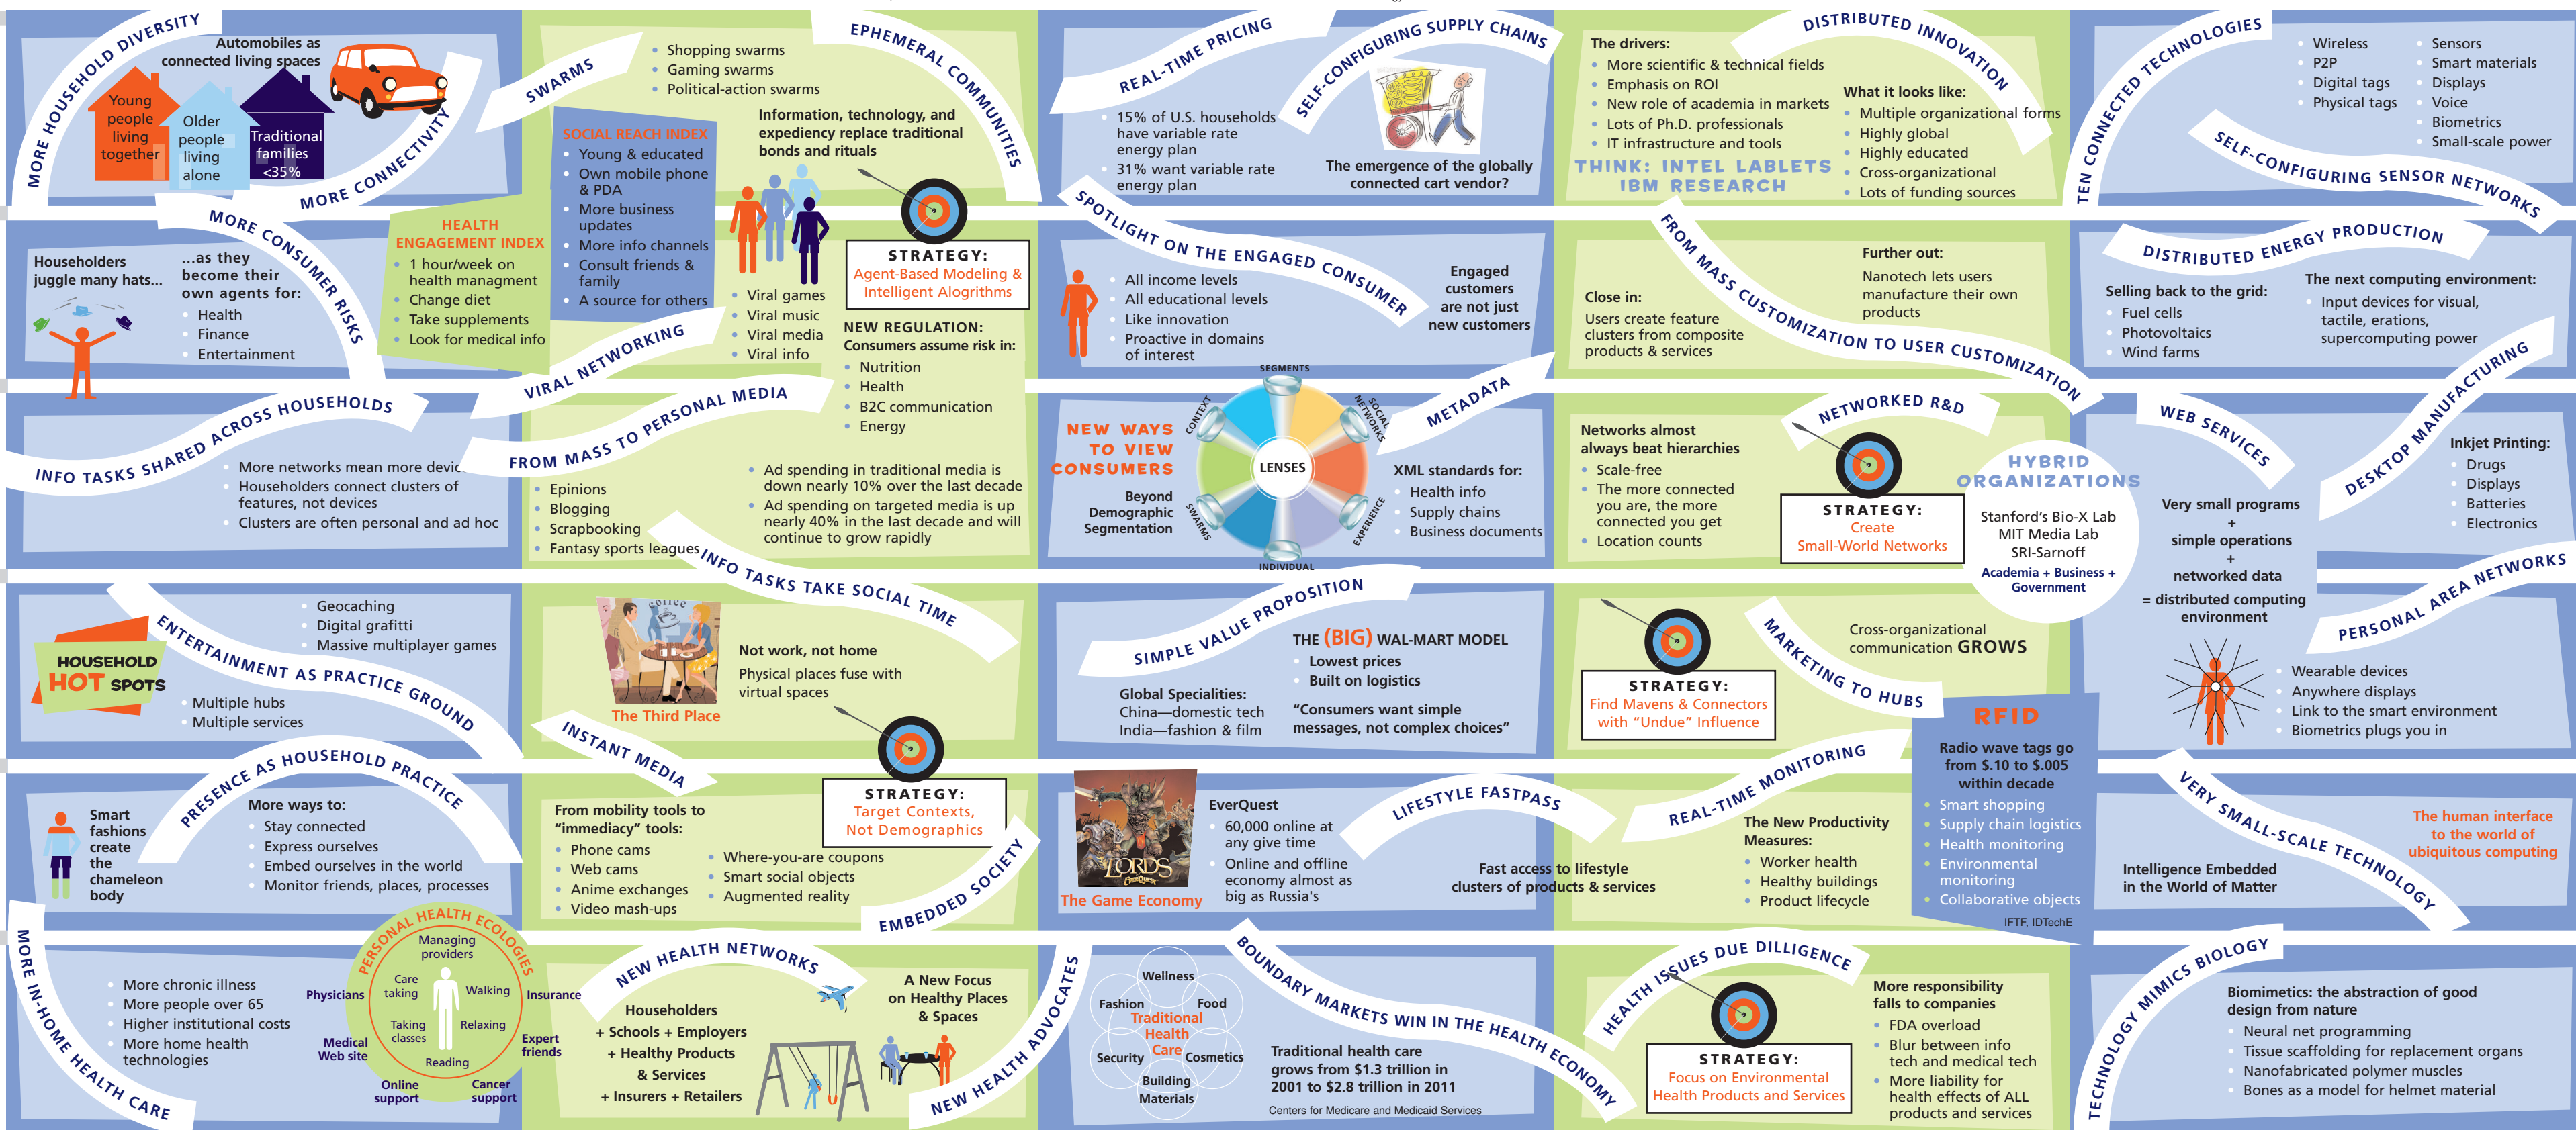 MORE HOUSEHOLD DIVERSITY
Automobiles as
connected living spaces
Young
people
living
together
Older
people
living
alone
Traditional
families
<35%
MORE CONNECTIVITY
MORE CONSUMER RISKS
Householders
juggle many hats...
...as they
become their
own agents for:
Health
Finance
Entertainment
HEALTH
ENGAGEMENT INDEX
1 hour/week on
health managment
Change diet
Take supplements
Look for medical info
INFO TASKS SHARED ACROSS HOUSEHOLDS
More networks mean more devic
Householders connect clusters of
features, not devices
Clusters are often personal and ad hoc
HOUSEHOLD
HOT SPOTS
ENTERTAINMENT AS PRACTICE GROUND
Geocaching
Digital grafitti
Massive multiplayer games
Multiple hubs
Multiple services
PRESENCE AS HOUSEHOLD PRACTICE
Smart
fashions
create
the
chameleon
body
More ways to:
Stay connected
Express ourselves
Embed ourselves in the world
Monitor friends, places, processes
MORE IN-HOME HEALTH CARE
More chronic illness
More people over 65
Higher institutional costs
More home health
technologies
PERSONAL HEALTH ECOLOGIES
Managing
providers
Care
taking
Walking
Taking
classes
Relaxing
Reading
Physicians
Insurance
Medical
Web site
Expert
friends
Online
support
Cancer
support
SWARMS
Shopping swarms
Gaming swarms
Political-action swarms
EPHEMERAL COMMUNITIES
Information, technology, and
expediency replace traditional
bonds and rituals
SOCIAL REACH INDEX
Young & educated
Own mobile phone
& PDA
More business
updates
More info channels
Consult friends &
family
A source for others
STRATEGY:
Agent-Based Modeling &
Intelligent Alogrithms
VIRAL NETWORKING
Viral games
Viral music
Viral media
Viral info
NEW REGULATION:
Consumers assume risk in:
Nutrition
Health
B2C communication
Energy
FROM MASS TO PERSONAL MEDIA
Epinions
Blogging
Scrapbooking
Fantasy sports leagues
Ad spending in traditional media is
down nearly 10% over the last decade
Ad spending on targeted media is up
nearly 40% in the last decade and will
continue to grow rapidly
INFO TASKS TAKE SOCIAL TIME
coffee
Not work, not home
Physical places fuse with
virtual spaces
The Third Place
INSTANT MEDIA
STRATEGY:
Target Contexts,
Not Demographics
From mobility tools to
“immediacy” tools:
Phone cams
Web cams
Anime exchanges
Video mash-ups
Where-you-are coupons
Smart social objects
Augmented reality
EMBEDDED SOCIETY
NEW HEALTH NETWORKS
Householders
+ Schools + Employers
+ Healthy Products
& Services
+ Insurers + Retailers
A New Focus
on Healthy Places
& Spaces
NEW HEALTH ADVOCATES
REAL-TIME PRICING
15% of U.S. households
have variable rate
energy plan
31% want variable rate
energy plan
SELF-CONFIGURING SUPPLY CHAINS
The emergence of the globally
connected cart vendor?
SPOTLIGHT ON THE ENGAGED CONSUMER
All income levels
All educational levels
Like innovation
Proactive in domains
of interest
Engaged
customers
are not just
new customers
NEW WAYS
TO VIEW
CONSUMERS
Beyond
Demographic
Segmentation
LENSES
SEGMENTS
SOCIAL
NETWORKS
EXPERIENCE
INDIVIDUAL
SWARMS
CONTEXT
METADATA
XML standards for:
Health info
Supply chains
Business documents
SIMPLE VALUE PROPOSITION
THE (BIG) WAL-MART MODEL
Lowest prices
Built on logistics
Global Specialities:
China—domestic tech
India—fashion & film
“Consumers want simple
messages, not complex choices”
LORDS
EVERQUEST
The Game Economy
EverQuest
60,000 online at
any give time
Online and offline
economy almost as
big as Russia's
LIFESTYLE FASTPASS
Fast access to lifestyle
clusters of products & services
BOUNDARY MARKETS WIN IN THE HEALTH ECONOMY
Wellness
Fashion
Food
Traditional
Health
Care
Security
Cosmetics
Building
Materials
Traditional health care
grows from $1.3 trillion in
2001 to $2.8 trillion in 2011
Centers for Medicare and Medicaid Services
DISTRIBUTED INNOVATION
The drivers:
More scientific & technical fields
Emphasis on ROI
New role of academia in markets
Lots of Ph.D. professionals
IT infrastructure and tools
THINK: INTEL LABLETS
IBM RESEARCH
What it looks like:
Multiple organizational forms
Highly global
Highly educated
Cross-organizational
Lots of funding sources
FROM MASS CUSTOMIZATION TO USER CUSTOMIZATION
Close in:
Users create feature
clusters from composite
products & services
Further out:
Nanotech lets users
manufacture their own
products
NETWORKED R&D
Networks almost
always beat hierarchies
Scale-free
The more connected
you are, the more
connected you get
Location counts
STRATEGY:
Create
Small-World Networks
HYBRID
ORGANIZATIONS
Stanford’s Bio-X Lab
MIT Media Lab
SRI-Sarnoff
Academia + Business +
Government
STRATEGY:
Find Mavens & Connectors
with “Undue” Influence
MARKETING TO HUBS
Cross-organizational
communication GROWS
REAL-TIME MONITORING
The New Productivity
Measures:
Worker health
Healthy buildings
Product lifecycle
RFID
Radio wave tags go
from $.10 to $.005
within decade
Smart shopping
Supply chain logistics
Health monitoring
Environmental
monitoring
Collaborative objects
IFTF, IDTechE
HEALTH ISSUES DUE DILLIGENCE
STRATEGY:
Focus on Environmental
Health Products and Services
More responsibility
falls to companies
FDA overload
Blur between info
tech and medical tech
More liability for
health effects of ALL
products and services
TEN CONNECTED TECHNOLOGIES
Wireless
P2P
Digital tags
Physical tags
Sensors
Smart materials
Displays
Voice
Biometrics
Small-scale power
SELF-CONFIGURING SENSOR NETWORKS
DISTRIBUTED ENERGY PRODUCTION
Selling back to the grid:
Fuel cells
Photovoltaics
Wind farms
The next computing environment:
Input devices for visual,
tactile, erations,
supercomputing power
WEB SERVICES
Very small programs
+
simple operations
+
networked data
= distributed computing
environment
DESKTOP MANUFACTURING
Inkjet Printing:
Drugs
Displays
Batteries
Electronics
PERSONAL AREA NETWORKS
Wearable devices
Anywhere displays
Link to the smart environment
Biometrics plugs you in
VERY SMALL-SCALE TECHNOLOGY
Intelligence Embedded
in the World of Matter
The human interface
to the world of
ubiquitous computing
TECHNOLOGY MIMICS BIOLOGY
Biomimetics: the abstraction of good
design from nature
Neural net programming
Tissue scaffolding for replacement organs
Nanofabricated polymer muscles
Bones as a model for helmet material